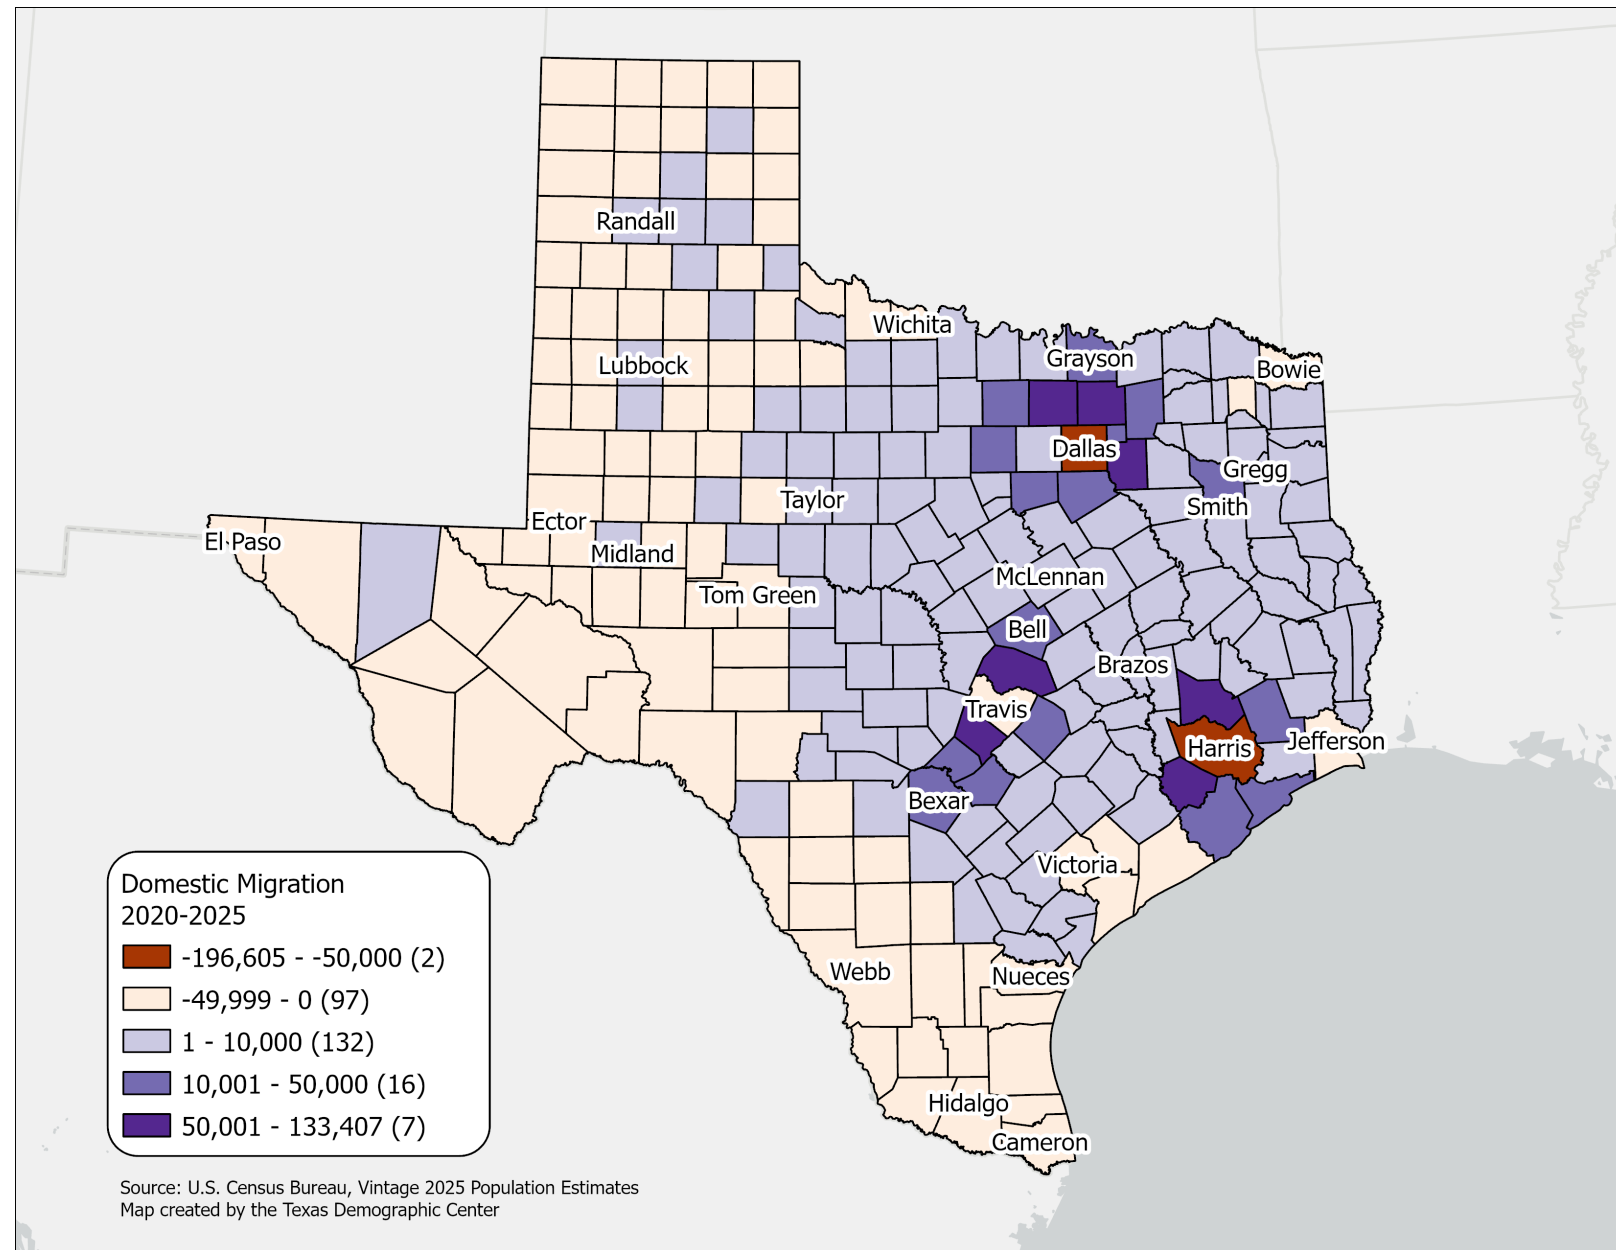 Randall
Wichita
Grayson
Lubbock
Bowie
Dallas
Gregg
Taylor
Smith
Ector
El Paso
Midland
McLennan
Tom Green
Bell
Brazos
Travis
Harris
Jefferson
Bexar
Victoria
Webb
Nueces
Hidalgo
Cameron
Domestic Migration
2020-2025
-196,605 - -50,000 (2)
-49,999 - 0 (97)
1 - 10,000 (132)
10,001 - 50,000 (16)
50,001 - 133,407 (7)
Source: U.S. Census Bureau, Vintage 2025 Population Estimates
Map created by the Texas Demographic Center